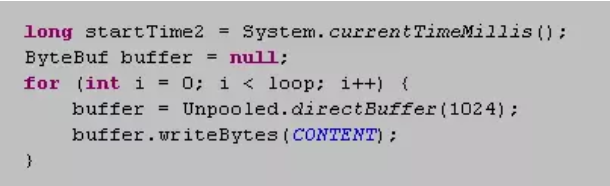 long startTime2 = System.currentTimeMillis();
ByteBuf buffer = null;
for (int i = 0; i < loop; i++) {
    buffer = Unpooled.directBuffer(1024);
    buffer.writeBytes(CONTENT);
}